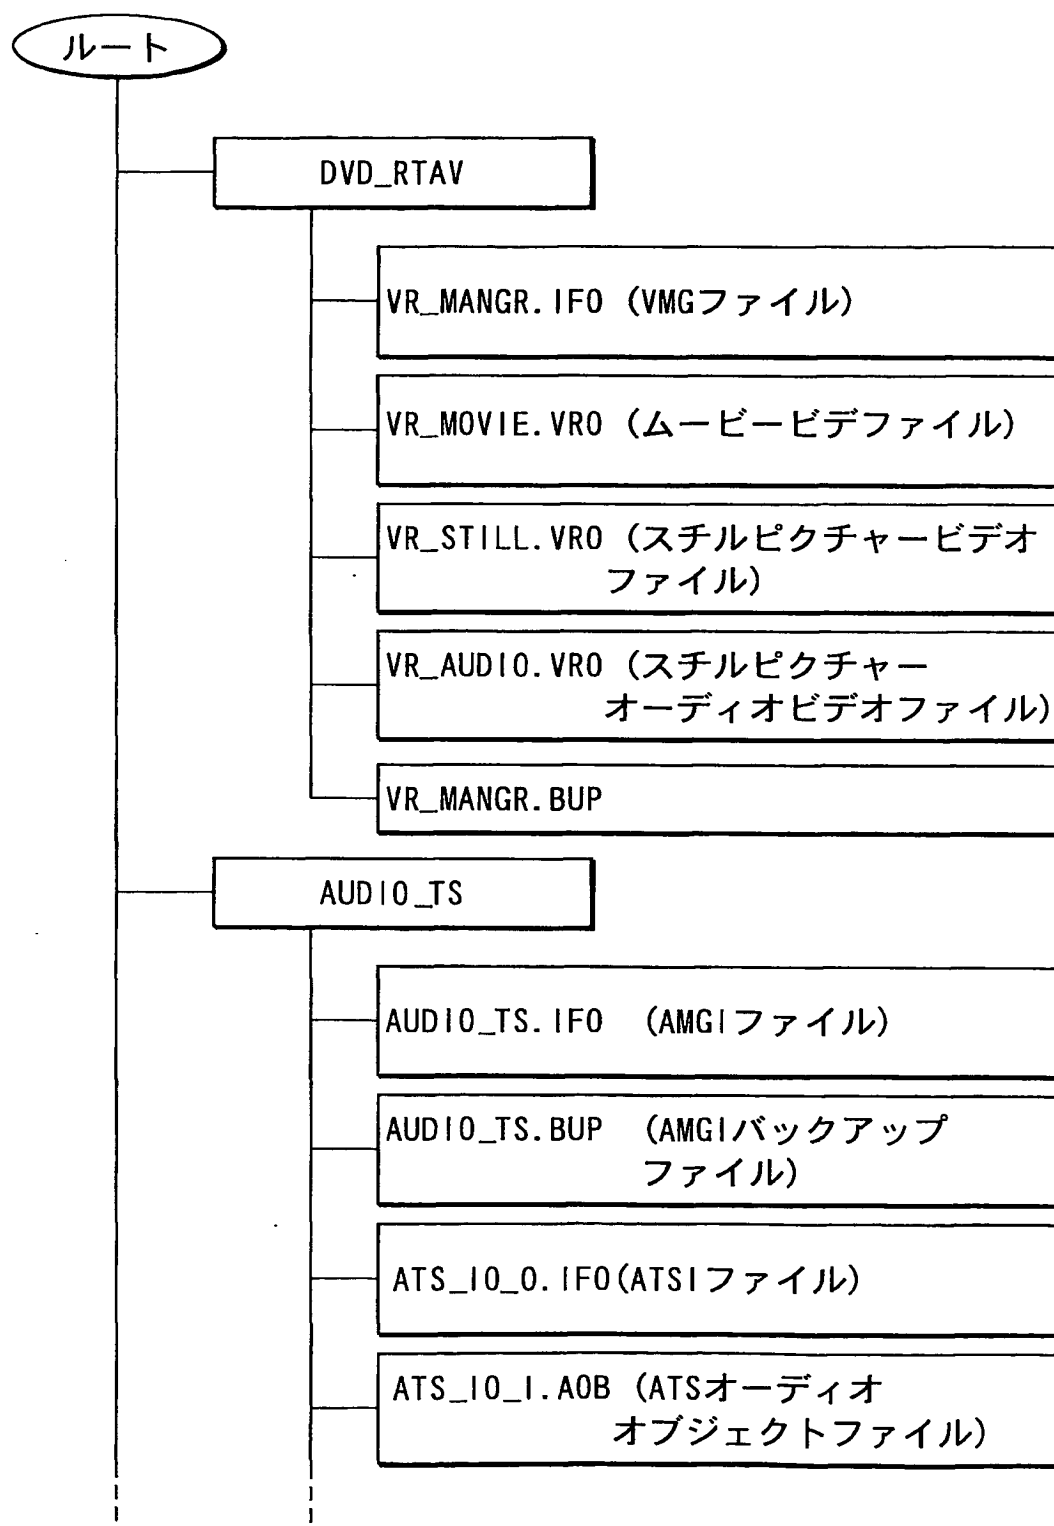 ルート
DVD_RTAV
VR_MANGR.IFO (VMGファイル)
VR_MOVIE.VRO (ムービービデファイル)
VR_STILL.VRO (スチルピクチャービデオ
ファイル)
VR_AUDIO.VRO (スチルピクチャー
オーディオビデオファイル)
VR_MANGR.BUP
AUDIO_TS
AUDIO_TS.IFO (AMGIファイル)
AUDIO_TS.BUP (AMGIバックアップ
ファイル)
ATS_I0_0.IFO(ATSIファイル)
ATS_I0_I.AOB (ATSオーディオ
オブジェクトファイル)